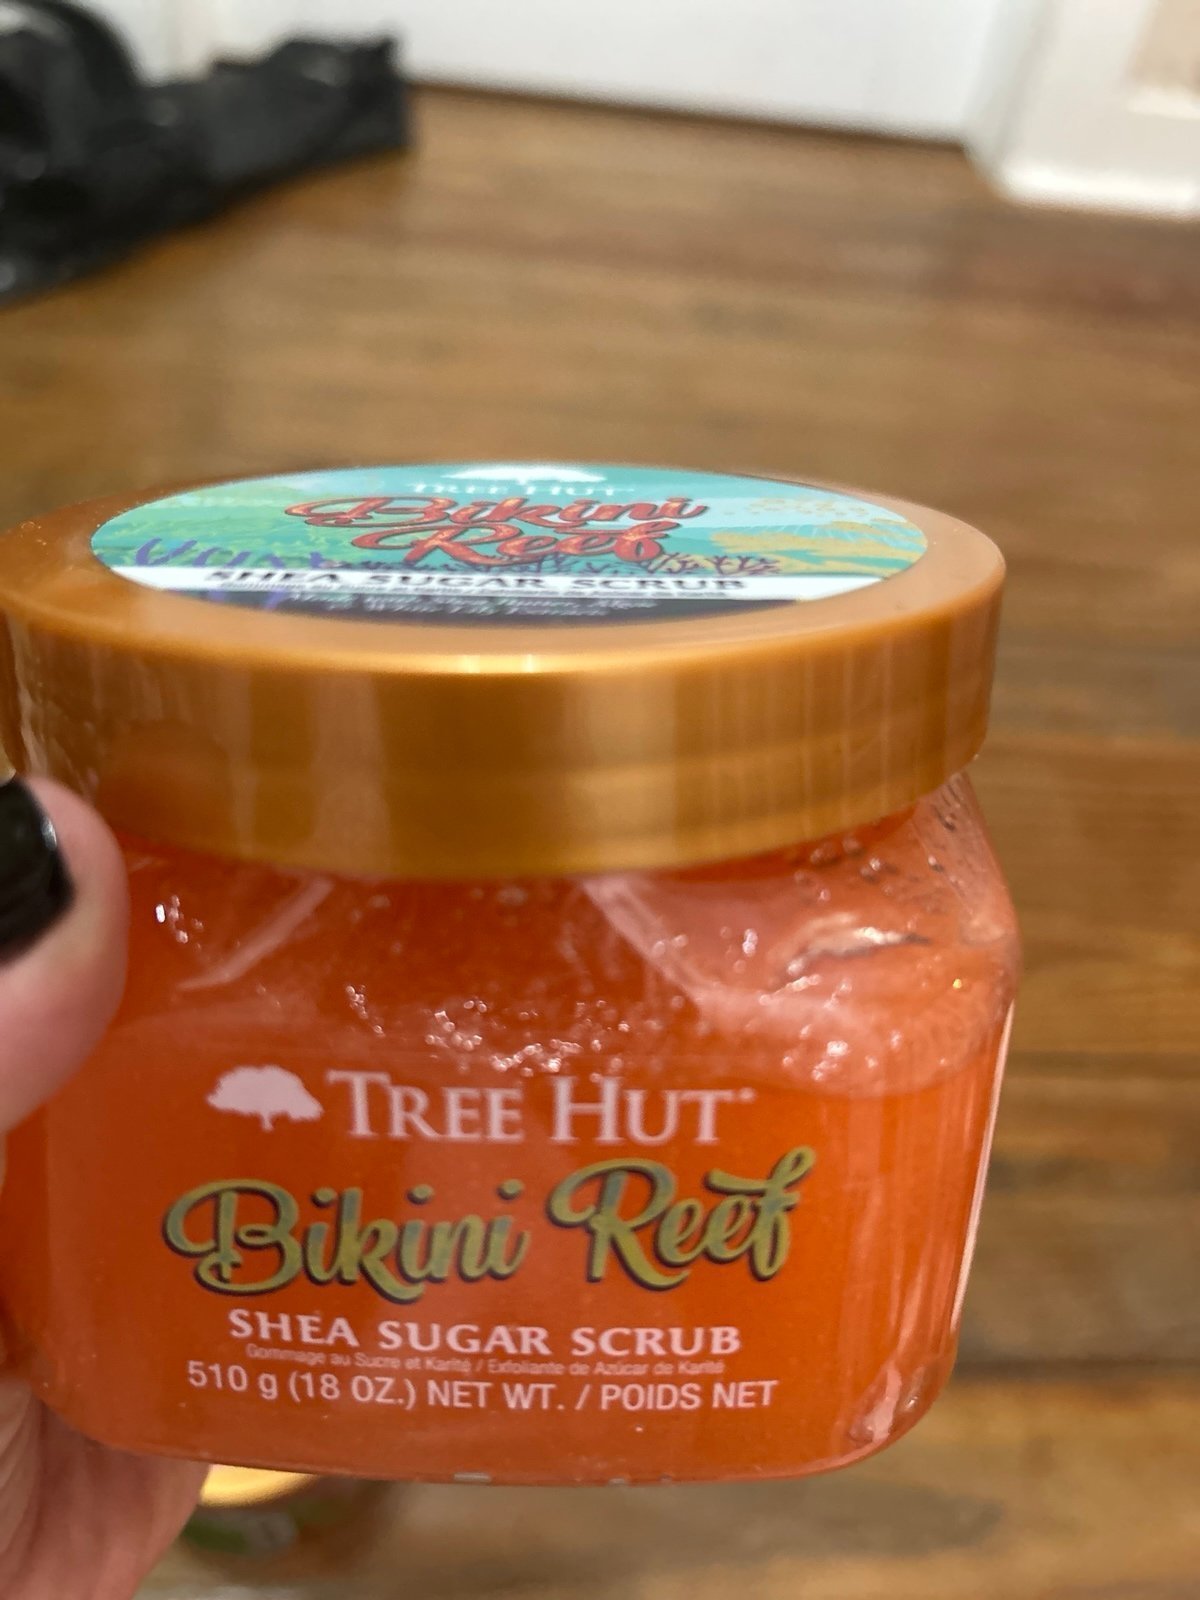 TREE HUT
Bikini
Reef
SHEA SUGAR SCRUB
TREE HUT
Bikini Reef
SHEA SUGAR SCRUB
Gommage au Sucre et Karité / Exfoliante de Azúcar de Karité
510 g (18 OZ.) NET WT. / POIDS NET